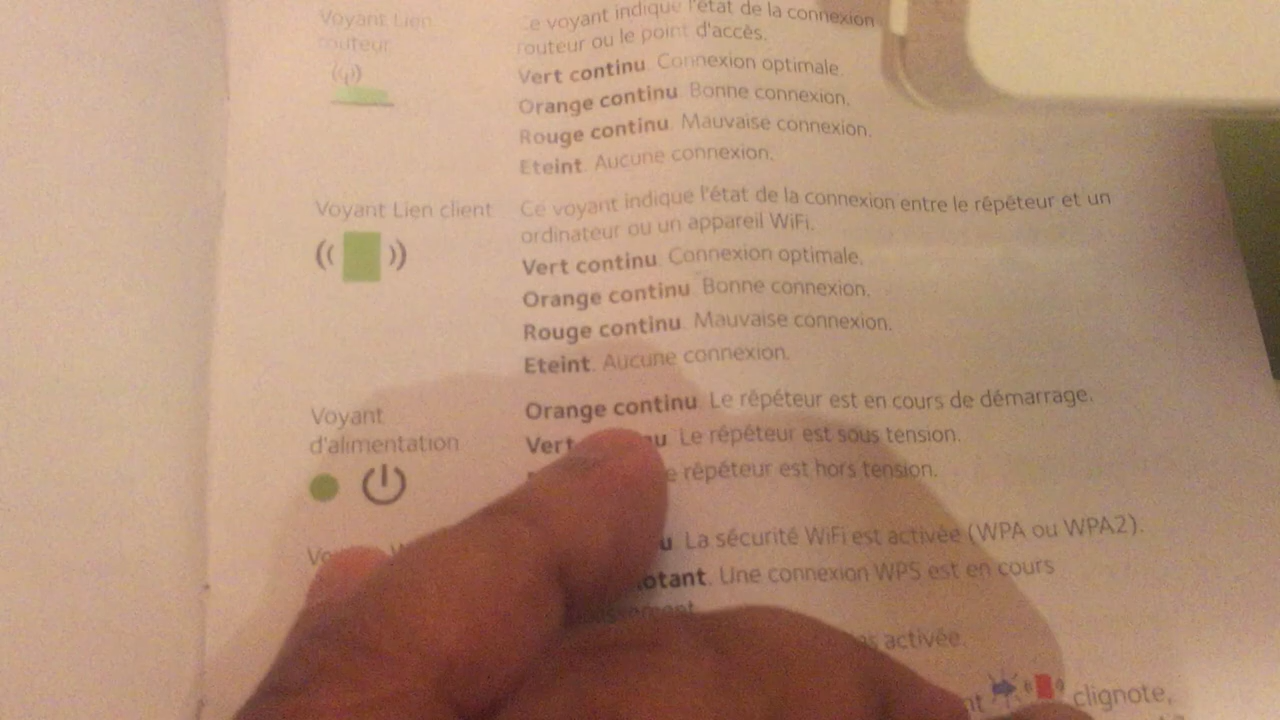 Voyant Lien
routeur
Ce voyant indique l'état de la connexion
routeur ou le point d'accès.
Vert continu. Connexion optimale.
Orange continu. Bonne connexion.
Rouge continu. Mauvaise connexion.
Eteint. Aucune connexion.
Voyant Lien client
Ce voyant indique l'état de la connexion entre le répéteur et un
ordinateur ou un appareil WiFi.
Vert continu. Connexion optimale.
Orange continu. Bonne connexion.
Rouge continu. Mauvaise connexion.
Eteint. Aucune connexion.
Voyant
d'alimentation
Orange continu. Le répéteur est en cours de démarrage.
Vert Le répéteur est sous tension.
répéteur est hors tension.
La sécurité WiFi est activée (WPA ou WPA2).
Une connexion WPS est en cours
activée.
clignote,